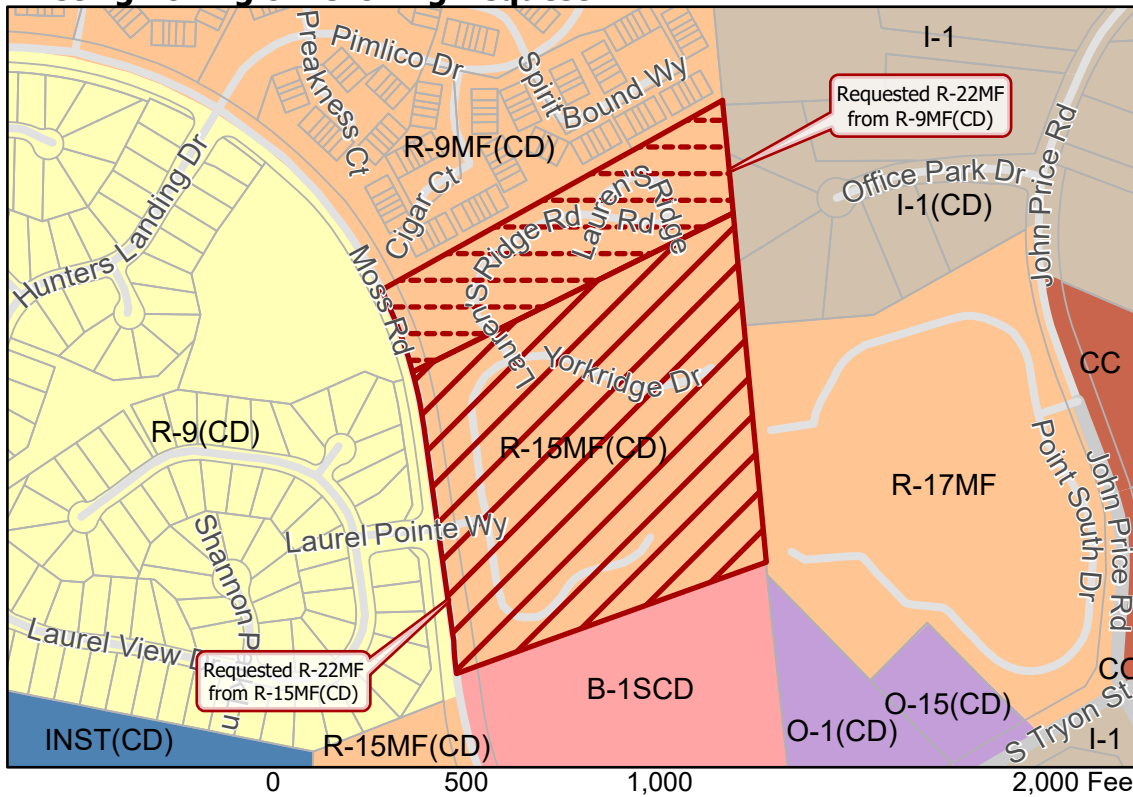 Pimlico Dr
Preakness Ct
Spirit
Bound Wy
I-1
Requested R-22MF
from R-9MF(CD)
John Price Rd
Hunters Landing Dr
R-9MF(CD)
Cigar Ct
Lauren'S
Ridge
Office Park Dr
I-1(CD)
Moss Rd
Lauren'S
Ridge Rd
Rd
Yorkridge Dr
CC
R-9(CD)
R-15MF(CD)
R-17MF
Point South Dr
John Price Rd
Laurel Pointe Wy
Shannon Park Ln
Laurel View D
Requested R-22MF
from R-15MF(CD)
B-1SCD
O-1(CD)
O-15(CD)
CC
S Tryon St
I-1
INST(CD)
R-15MF(CD)
0 500 1,000 2,000 Fee